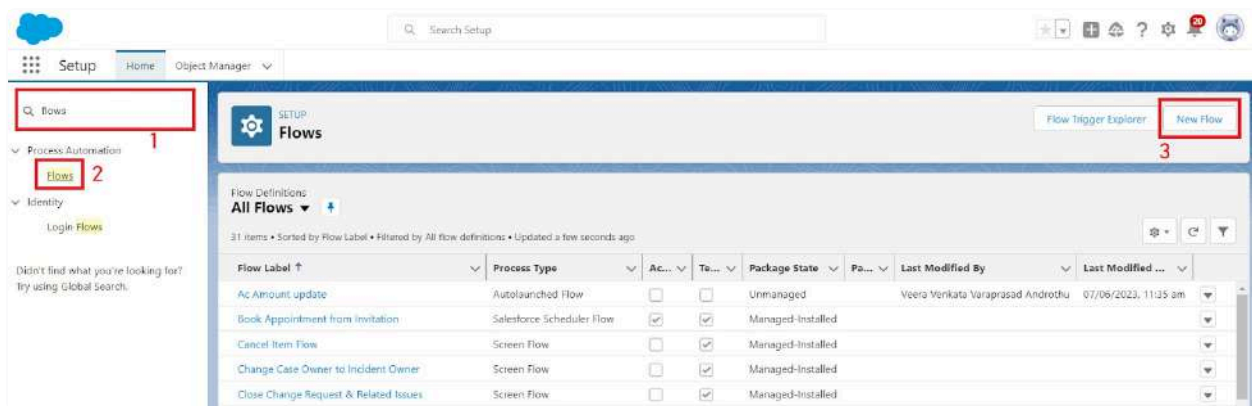 Search Setup
20
Setup Home Object Manager
flows
1
Process Automation
Flows 2
Identity
Login Flows
Didn't find what you're looking for?
Try using Global Search.
SETUP
Flows
Flow Trigger Explorer New Flow
3
Flow Definitions
All Flows
31 items • Sorted by Flow Label • Filtered by All flow definitions • Updated a few seconds ago
Flow Label ↑ Process Type Ac... Te... Package State Pa... Last Modified By Last Modified ...
Ac Amount update Autolaunched Flow Unmanaged Veera Venkata Varaprasad Androthu 07/06/2023, 11:35 am
Book Appointment from Invitation Salesforce Scheduler Flow Managed-Installed
Cancel Item Flow Screen Flow Managed-Installed
Change Case Owner to Incident Owner Screen Flow Managed-Installed
Close Change Request & Related Issues Screen Flow Managed-Installed